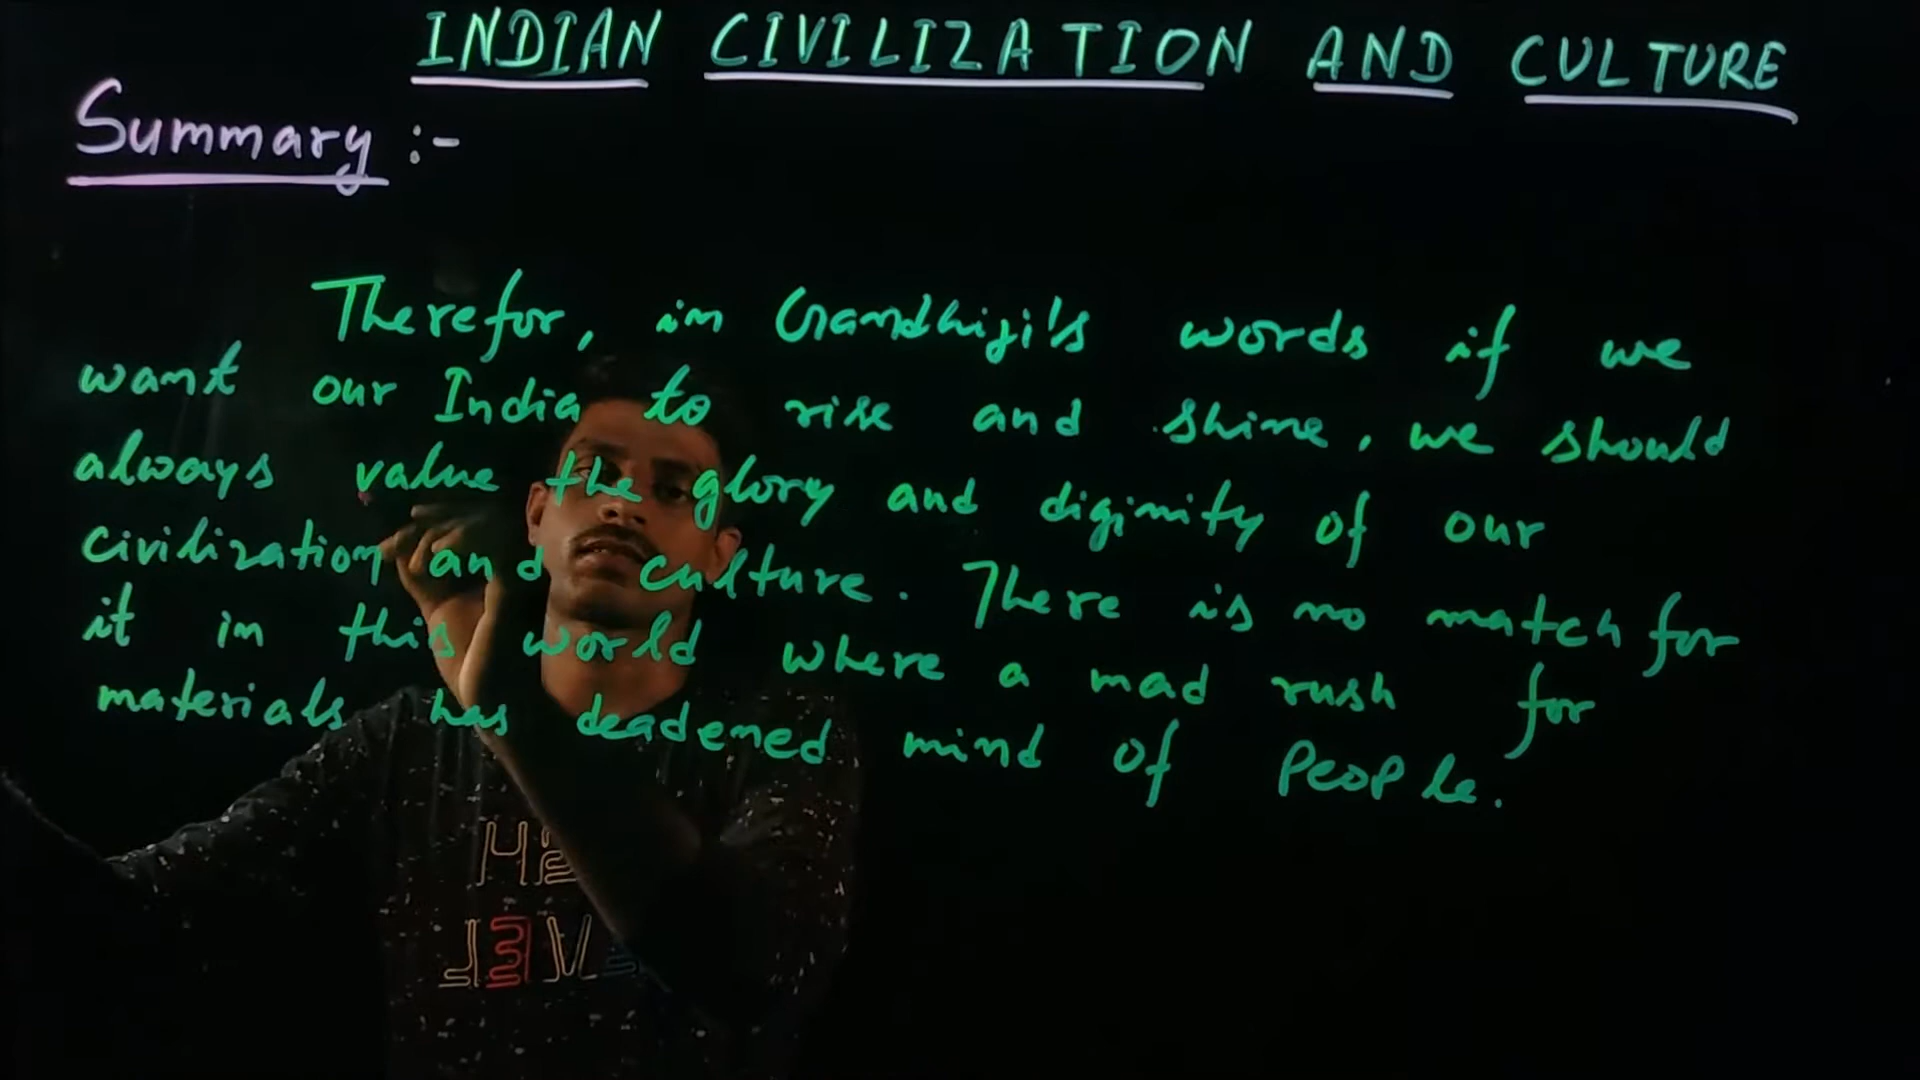 INDIAN CIVILIZATION AND CULTURE
Summary :-
Therefor, in Gandhiji's words if we
want our India to rise and shine, we should
always value the glory and diginity of our
civilization and culture. There is no match for
it in this world where a mad rush for
materials has deadened mind of People.